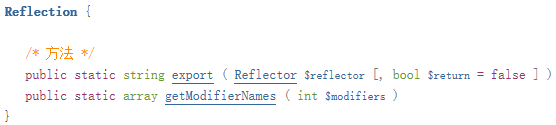 Reflection {
/* 方法 */
public static string export ( Reflector $reflector [, bool $return = false ] )
public static array getModifierNames ( int $modifiers )
}